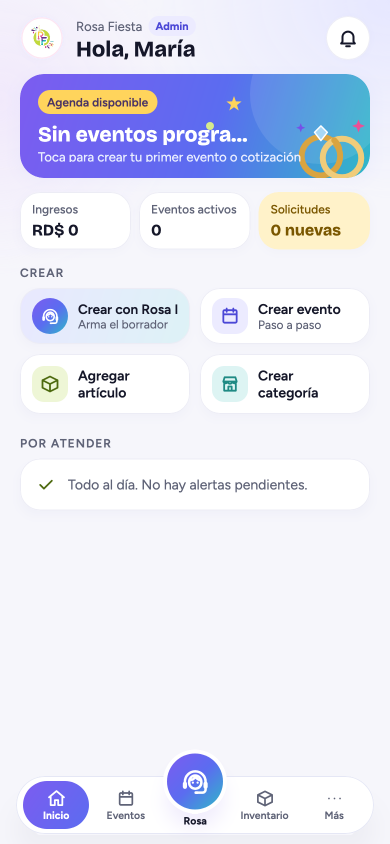 Rosa Fiesta Admin
Hola, María
Agenda disponible
Sin eventos progra...
Toca para crear tu primer evento o cotización
Ingresos
RD$ 0
Eventos activos
0
Solicitudes
0 nuevas
CREAR
Crear con Rosa I
Arma el borrador
Crear evento
Paso a paso
Agregar
artículo
Crear
categoría
POR ATENDER
Todo al día. No hay alertas pendientes.
Inicio
Eventos
Rosa
Inventario
Más